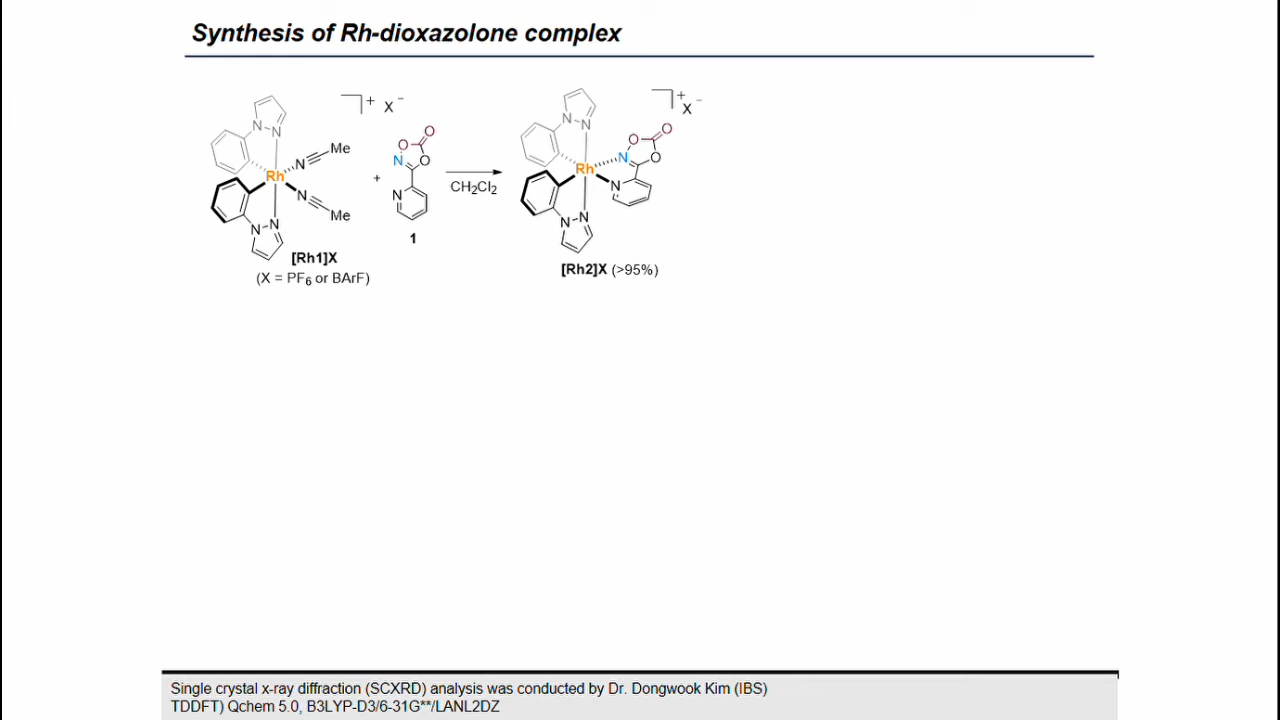 Synthesis of Rh-dioxazolone complex
N
N
Rh
N
Me
N
Me
N
N
]+ X−
[Rh1]X
(X = PF6 or BArF)
+
O
O
N
O
N
1
CH2Cl2
N
N
Rh
N
O
O
O
N
N
N
]+ X−
[Rh2]X (>95%)
Single crystal x-ray diffraction (SCXRD) analysis was conducted by Dr. Dongwook Kim (IBS)
TDDFT) Qchem 5.0, B3LYP-D3/6-31G**/LANL2DZ